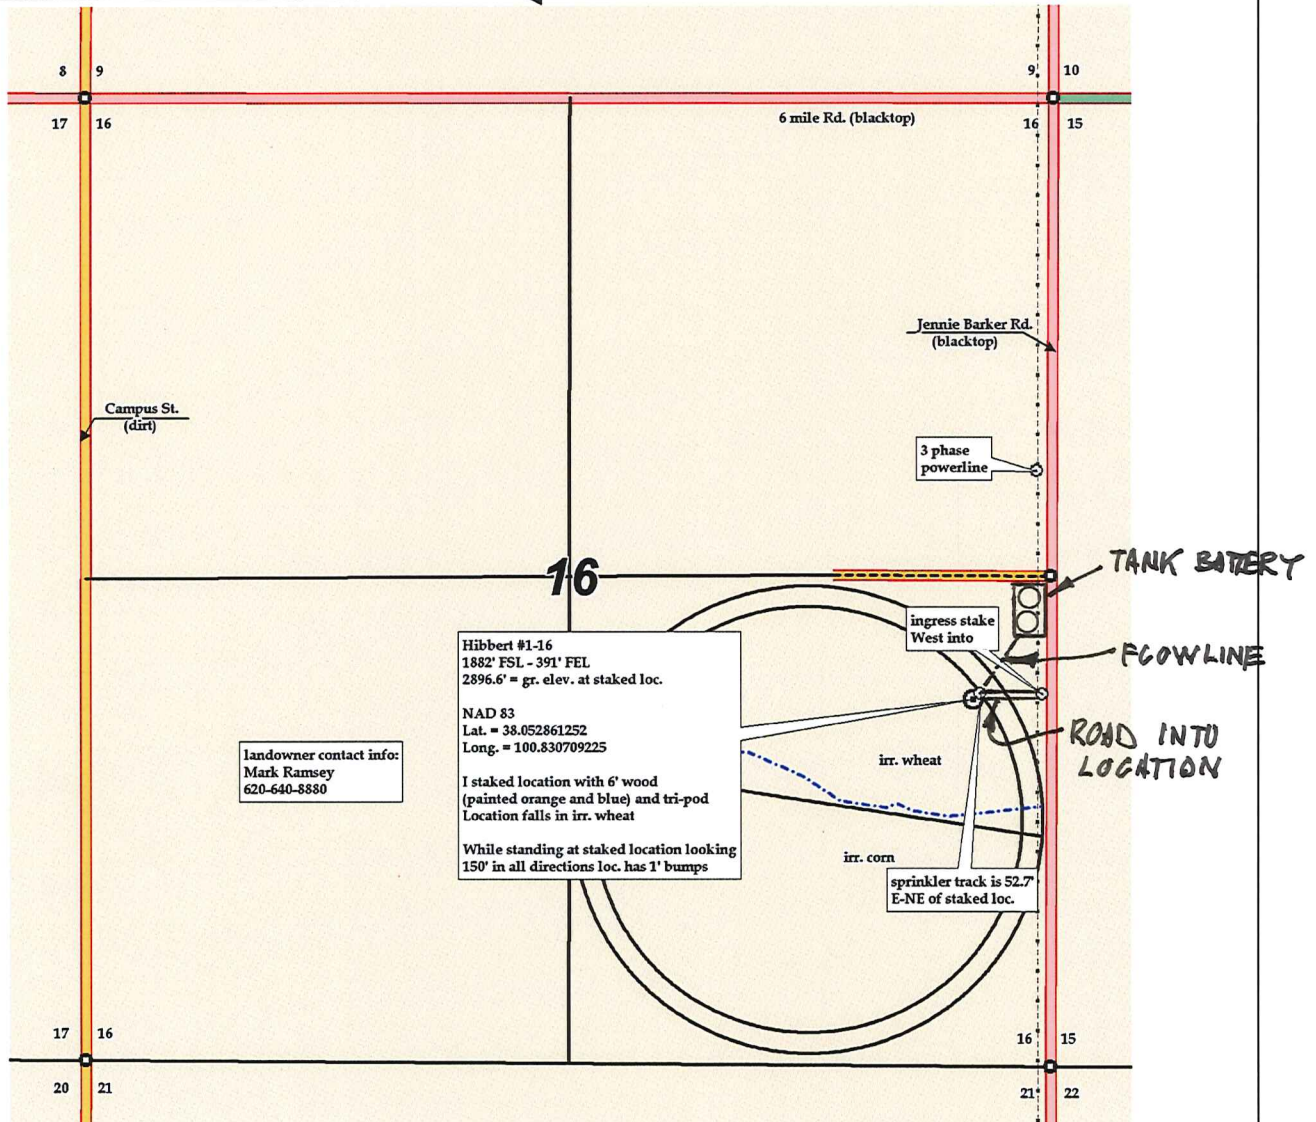 8 9
9 10
17 16
6 mile Rd. (blacktop)
16 15
Jennie Barker Rd.
(blacktop)
Campus St.
(dirt)
3 phase
powerline
TANK BATTERY
16
ingress stake
West into
FLOWLINE
Hibbert #1-16
1882' FSL - 391' FEL
2896.6' = gr. elev. at staked loc.
NAD 83
Lat. = 38.052861252
Long. = 100.830709225
I staked location with 6' wood
(painted orange and blue) and tri-pod
Location falls in irr. wheat
While standing at staked location looking
150' in all directions loc. has 1' bumps
ROAD INTO
LOCATION
landowner contact info:
Mark Ramsey
620-640-8880
irr. wheat
irr. corn
sprinkler track is 52.7'
E-NE of staked loc.
17 16
16 15
20 21
21 22